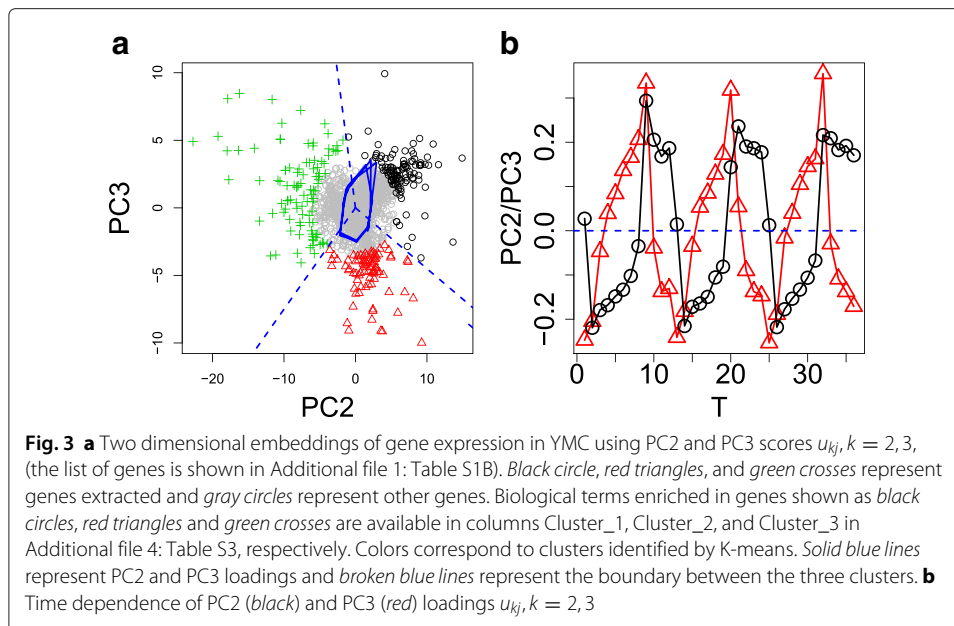 a
b
PC3
10
5
0
−5
−10
−20
−10
0
10
PC2
PC2/PC3
0.2
0.0
−0.2
0
10
20
30
T
Fig. 3 a Two dimensional embeddings of gene expression in YMC using PC2 and PC3 scores ukj, k = 2, 3,
(the list of genes is shown in Additional file 1: Table S1B). Black circle, red triangles, and green crosses represent
genes extracted and gray circles represent other genes. Biological terms enriched in genes shown as black
circles, red triangles and green crosses are available in columns Cluster_1, Cluster_2, and Cluster_3 in
Additional file 4: Table S3, respectively. Colors correspond to clusters identified by K-means. Solid blue lines
represent PC2 and PC3 loadings and broken blue lines represent the boundary between the three clusters. b
Time dependence of PC2 (black) and PC3 (red) loadings ukj, k = 2, 3